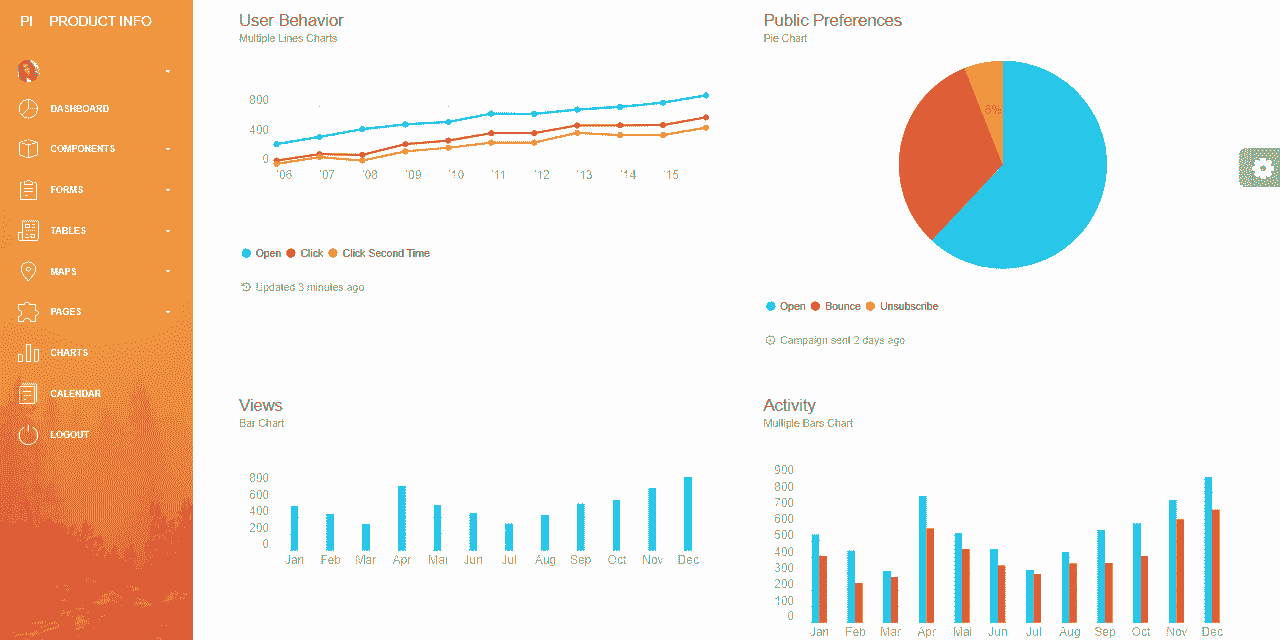 PI PRODUCT INFO
DASHBOARD
COMPONENTS
FORMS
TABLES
MAPS
PAGES
CHARTS
CALENDAR
LOGOUT
User Behavior
Multiple Lines Charts
800
400
0
'06 '07 '08 '09 '10 '11 '12 '13 '14 '15
Open Click Click Second Time
Updated 3 minutes ago
Public Preferences
Pie Chart
6%
Open Bounce Unsubscribe
Campaign sent 2 days ago
Views
Bar Chart
800
600
400
200
0
Jan Feb Mar Apr Mai Jun Jul Aug Sep Oct Nov Dec
Activity
Multiple Bars Chart
900
800
700
600
500
400
300
200
100
0
Jan Feb Mar Apr Mai Jun Jul Aug Sep Oct Nov Dec